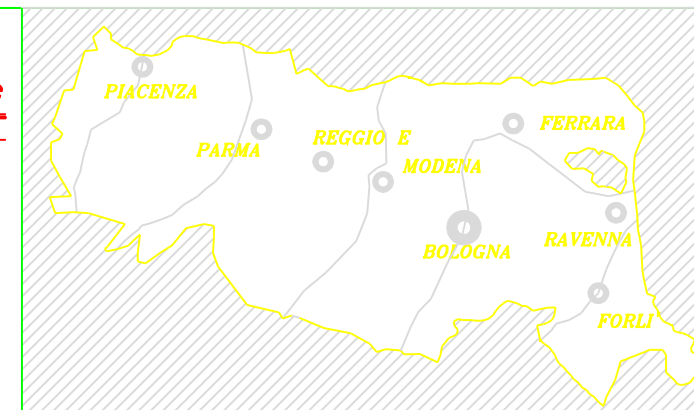 PIACENZA
FERRARA
PARMA
REGGIO E
MODENA
RAVENNA
BOLOGNA
FORLI